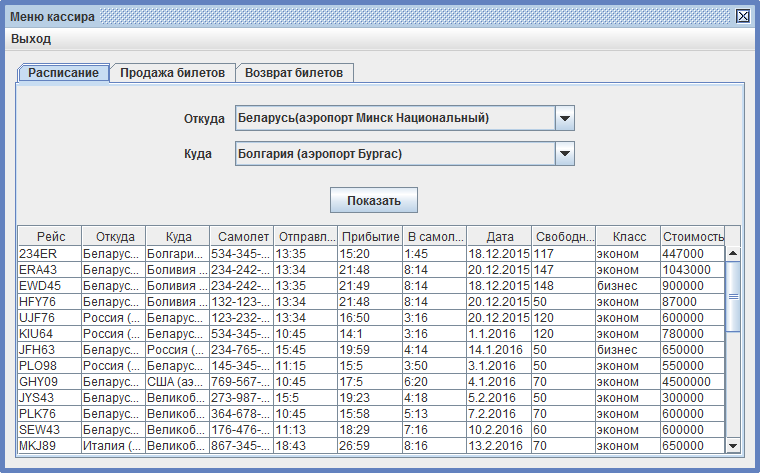 Меню кассира
Выход
Расписание Продажа билетов Возврат билетов
Откуда Беларусь(аэропорт Минск Национальный)
Куда Болгария (аэропорт Бургас)
Показать
Рейс Откуда Куда Самолет Отправл... Прибытие В самол... Дата Свободн... Класс Стоимость
234ER Беларус... Болгари... 534-345-... 13:35 15:20 1:45 18.12.2015 117 эконом 447000
ERA43 Беларус... Боливия ... 234-242-... 13:34 21:48 8:14 20.12.2015 147 эконом 1043000
EWD45 Беларус... Боливия ... 234-242-... 13:35 21:49 8:14 18.12.2015 148 бизнес 900000
HFY76 Беларус... Боливия ... 132-123-... 13:34 21:48 8:14 20.12.2015 50 эконом 87000
UJF76 Россия (... Беларус... 123-232-... 13:34 16:50 3:16 20.12.2015 120 эконом 600000
KIU64 Россия (... Беларус... 534-345-... 10:45 14:1 3:16 1.1.2016 120 эконом 780000
JFH63 Беларус... Россия (... 234-765-... 15:45 19:59 4:14 14.1.2016 50 бизнес 650000
PLO98 Россия (... Беларус... 145-345-... 11:15 15:5 3:50 3.1.2016 50 эконом 550000
GHY09 Беларус... США (аэ... 769-567-... 10:45 17:5 6:20 4.1.2016 70 эконом 4500000
JYS43 Беларус... Великоб... 273-987-... 15:5 19:23 4:18 5.2.2016 50 эконом 300000
PLK76 Беларус... Великоб... 364-678-... 10:45 15:58 5:13 7.2.2016 70 эконом 600000
SEW43 Беларус... Великоб... 176-476-... 11:13 18:29 7:16 10.2.2016 60 эконом 600000
MKJ89 Италия (... Великоб... 867-345-... 18:43 26:59 8:16 13.2.2016 70 эконом 650000